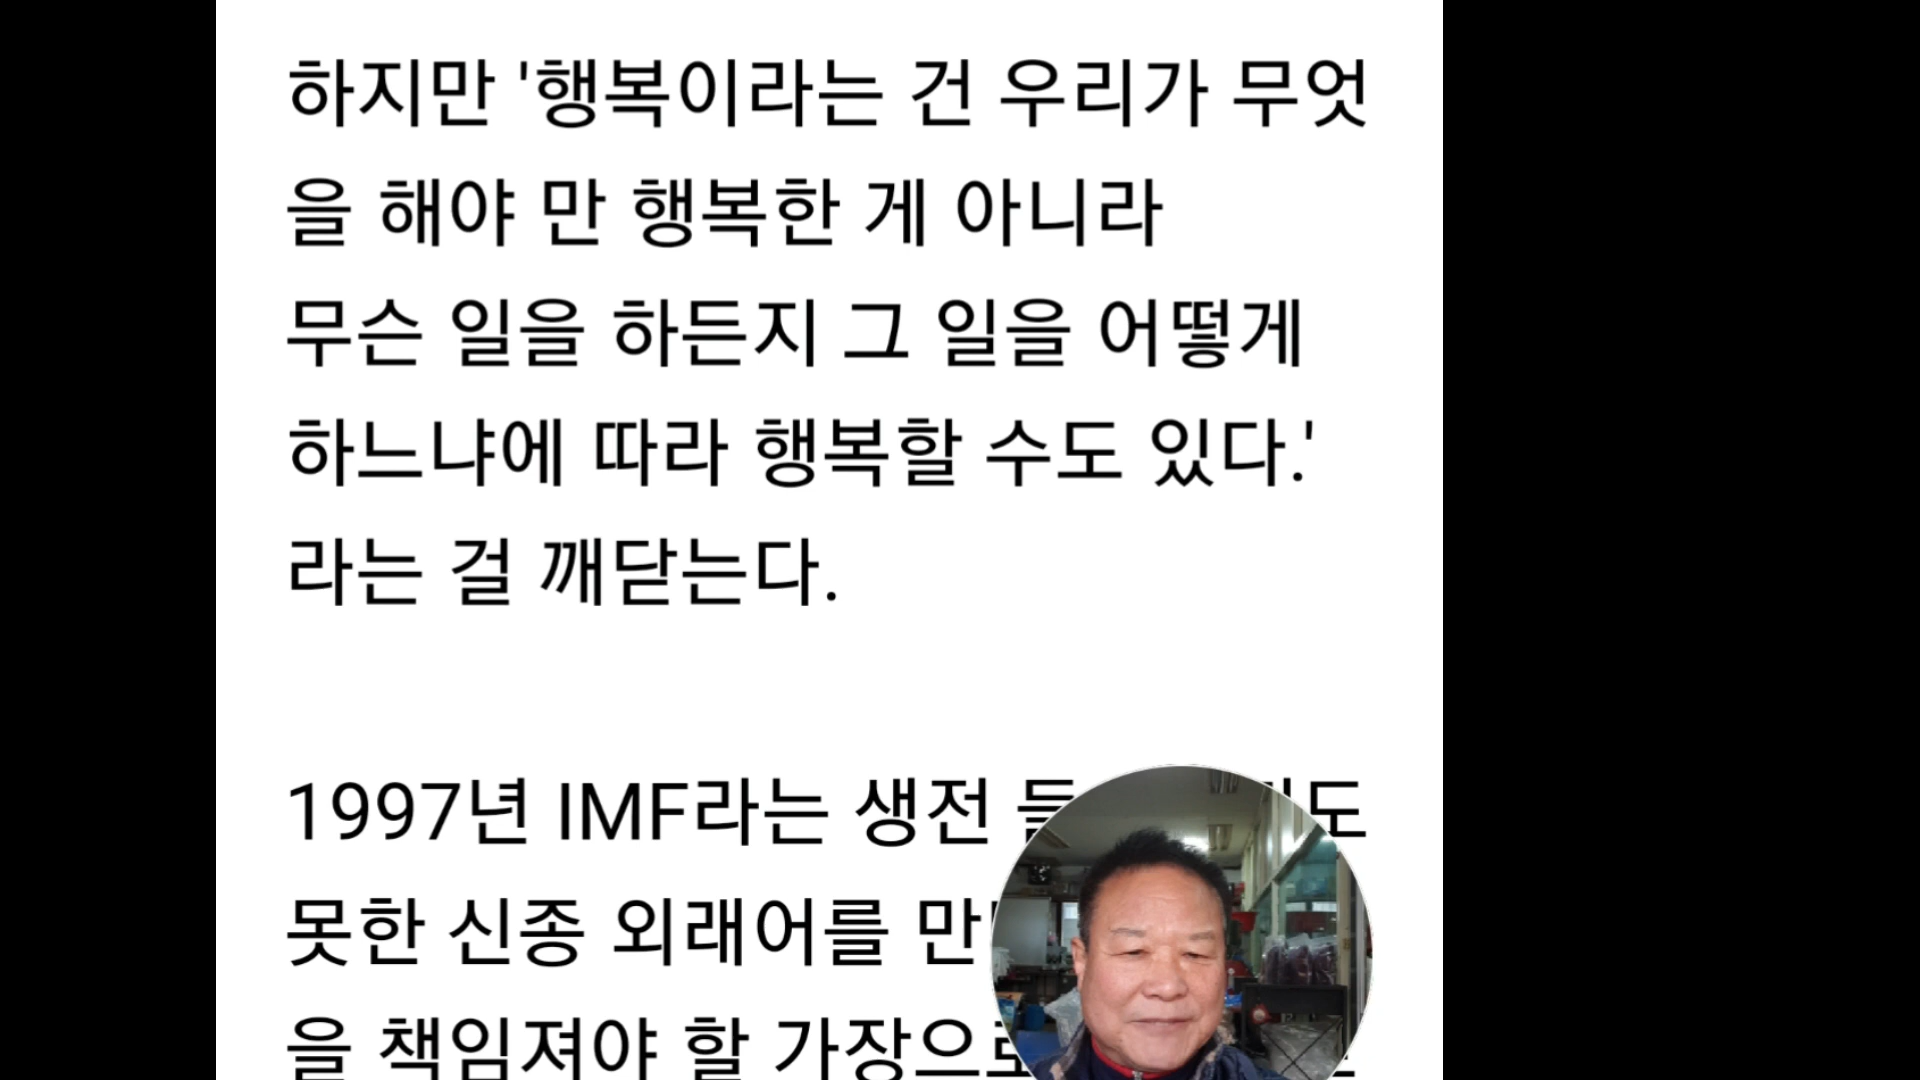 하지만 '행복이라는 건 우리가 무엇
을 해야 만 행복한 게 아니라
무슨 일을 하든지 그 일을 어떻게
하느냐에 따라 행복할 수도 있다.'
라는 걸 깨닫는다.
1997년 IMF라는 생전
못한 신종 외래어를
을 책임져야 할 가장으로